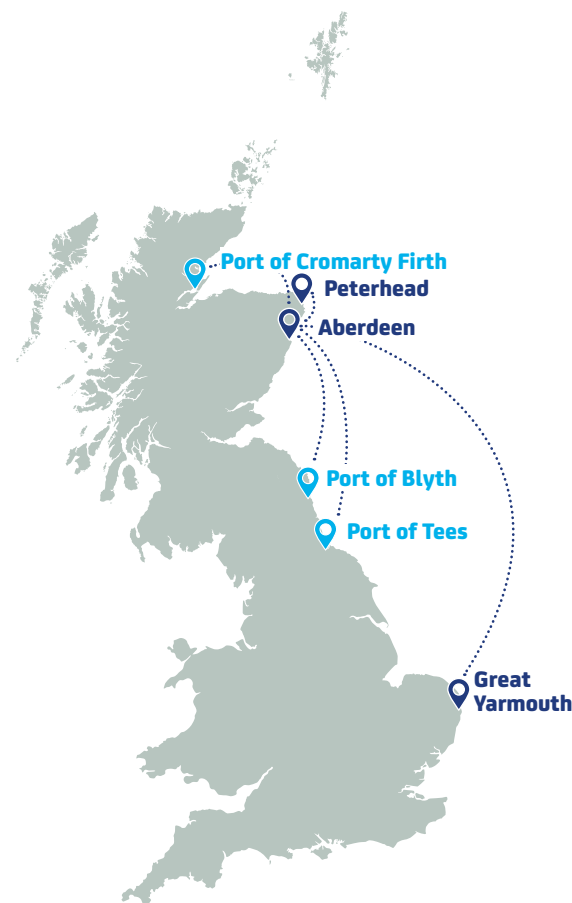 Port of Cromarty Firth
Peterhead
Aberdeen
Port of Blyth
Port of Tees
Great
Yarmouth